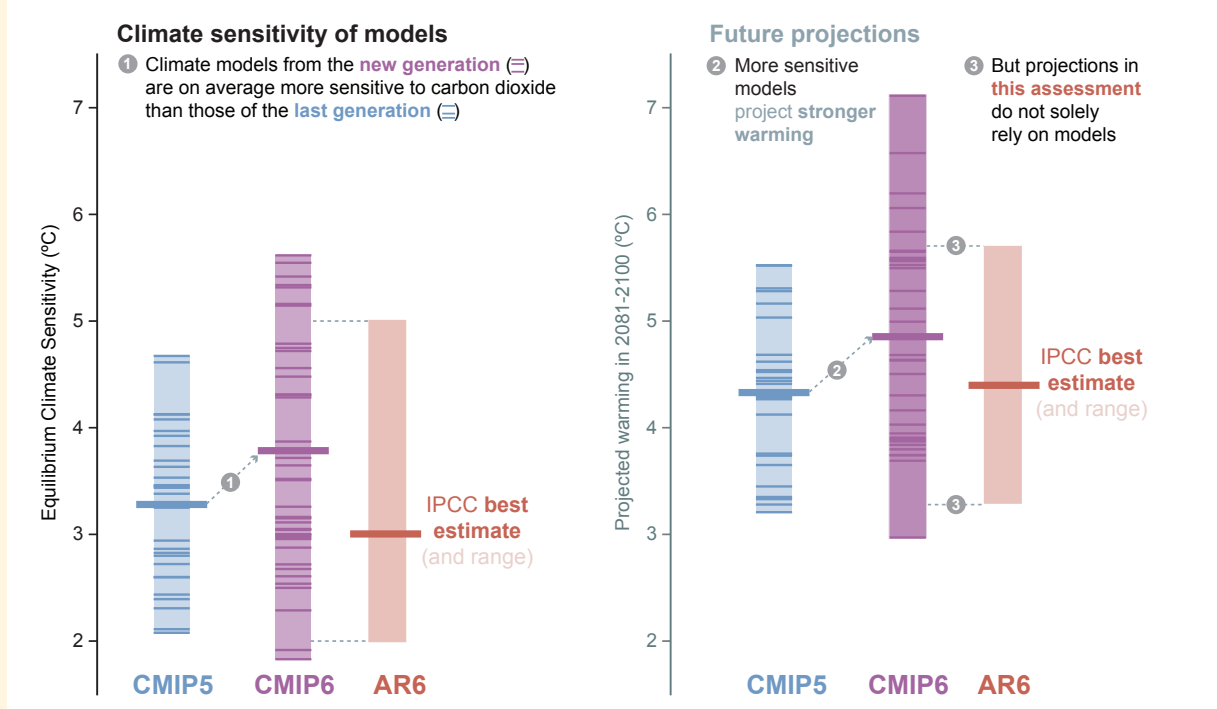 Climate sensitivity of models
1 Climate models from the new generation (
) are on average more sensitive to carbon dioxide
than those of the last generation ( )
Equilibrium Climate Sensitivity (ºC)
7
6
5
4
3
2
1
IPCC best
estimate
(and range)
CMIP5 CMIP6 AR6
Future projections
2 More sensitive
models
project stronger
warming
3 But projections in
this assessment
do not solely
rely on models
Projected warming in 2081-2100 (ºC)
7
6
5
4
3
2
2
3
3
IPCC best
estimate
(and range)
CMIP5 CMIP6 AR6